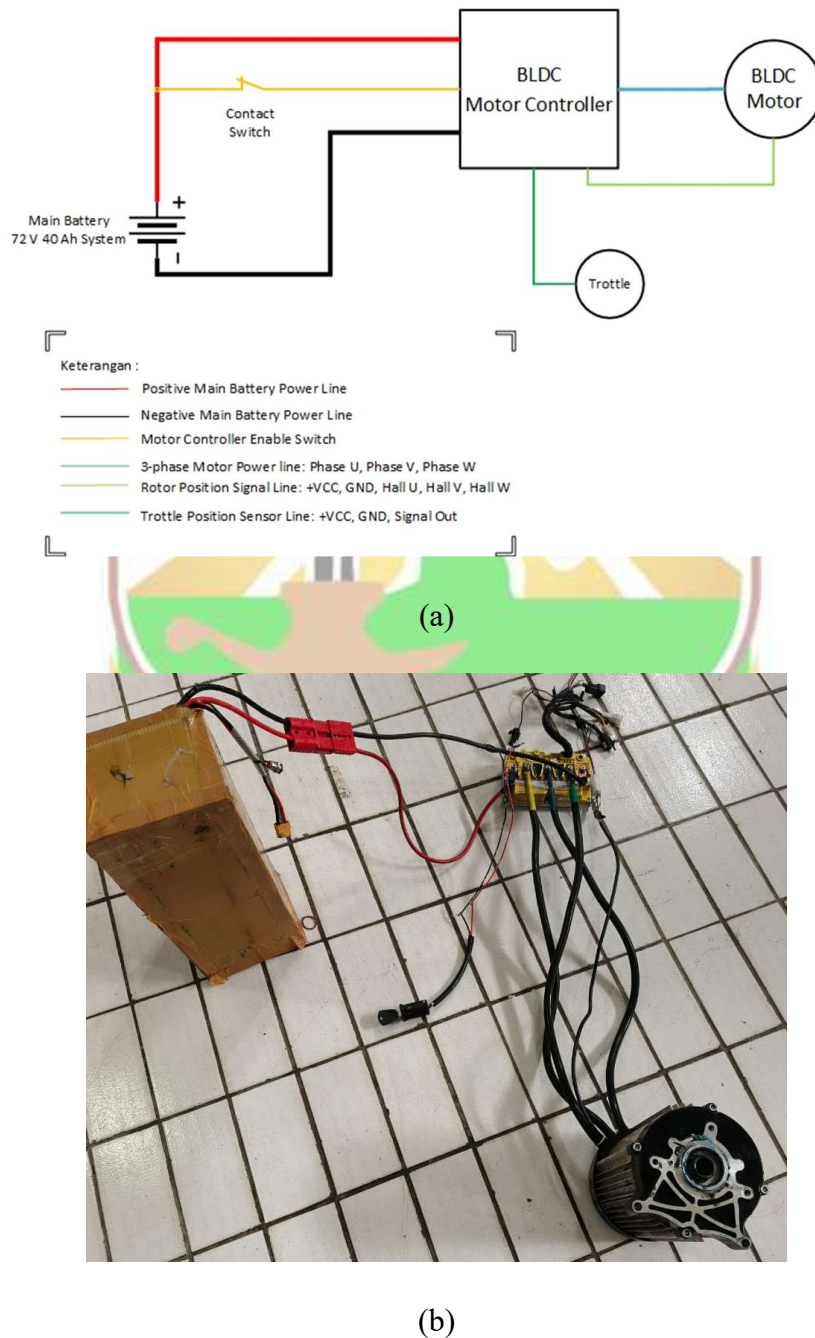 BLDC
Motor Controller
BLDC
Motor
Contact
Switch
+
Main Battery
72 V 40 Ah System
Trottle
Keterangan :
Positive Main Battery Power Line
Negative Main Battery Power Line
Motor Controller Enable Switch
3-phase Motor Power line: Phase U, Phase V, Phase W
Rotor Position Signal Line: +VCC, GND, Hall U, Hall V, Hall W
Trottle Position Sensor Line: +VCC, GND, Signal Out
(a)
(b)